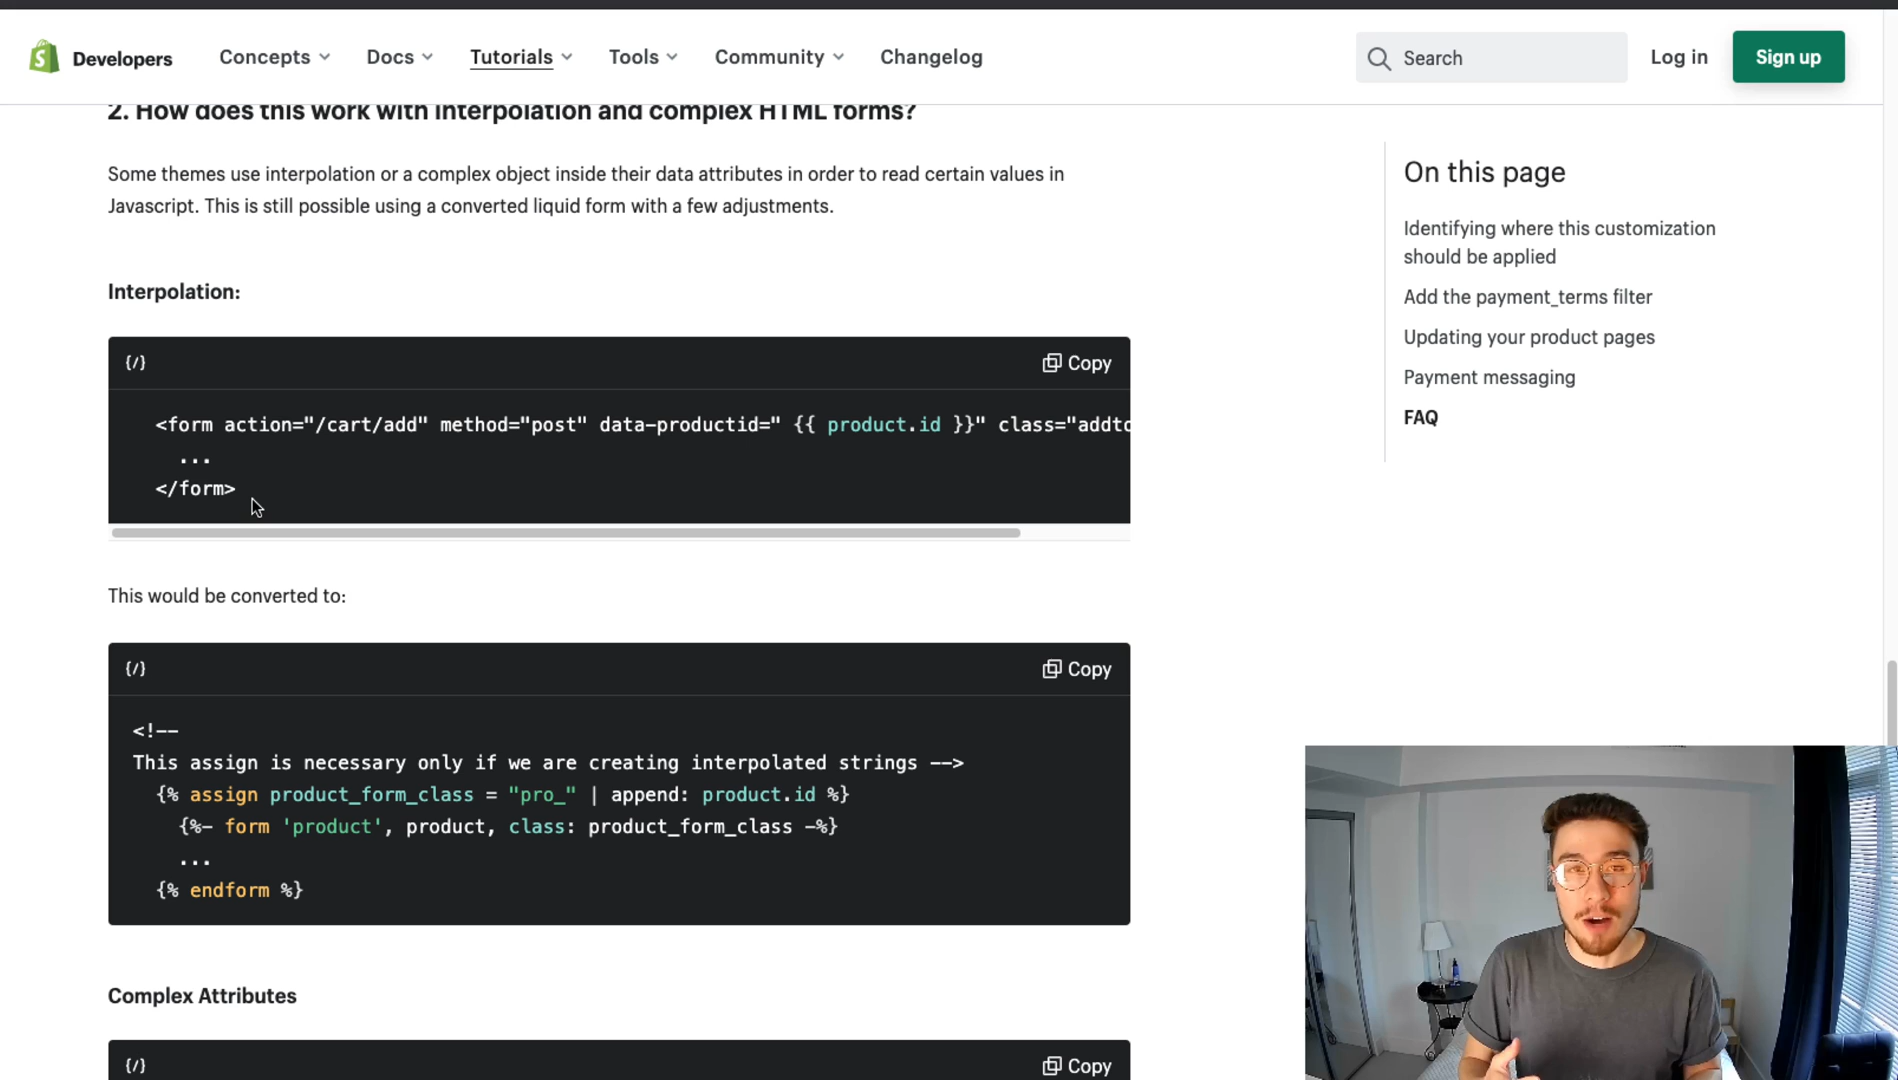 Developers
Concepts
Docs
Tutorials
Tools
Community
Changelog
Search
Log in
Sign up
2. How does this work with interpolation and complex HTML forms?
Some themes use interpolation or a complex object inside their data attributes in order to read certain values in
Javascript. This is still possible using a converted liquid form with a few adjustments.
Interpolation:
{/}
Copy
<form action="/cart/add" method="post" data-productid=" {{ product.id }}" class="addto
...
</form>
This would be converted to:
{/}
Copy
<!--
This assign is necessary only if we are creating interpolated strings -->
{% assign product_form_class = "pro_" | append: product.id %}
{%- form 'product', product, class: product_form_class -%}
...
{% endform %}
Complex Attributes
{/}
Copy
On this page
Identifying where this customization
should be applied
Add the payment_terms filter
Updating your product pages
Payment messaging
FAQ